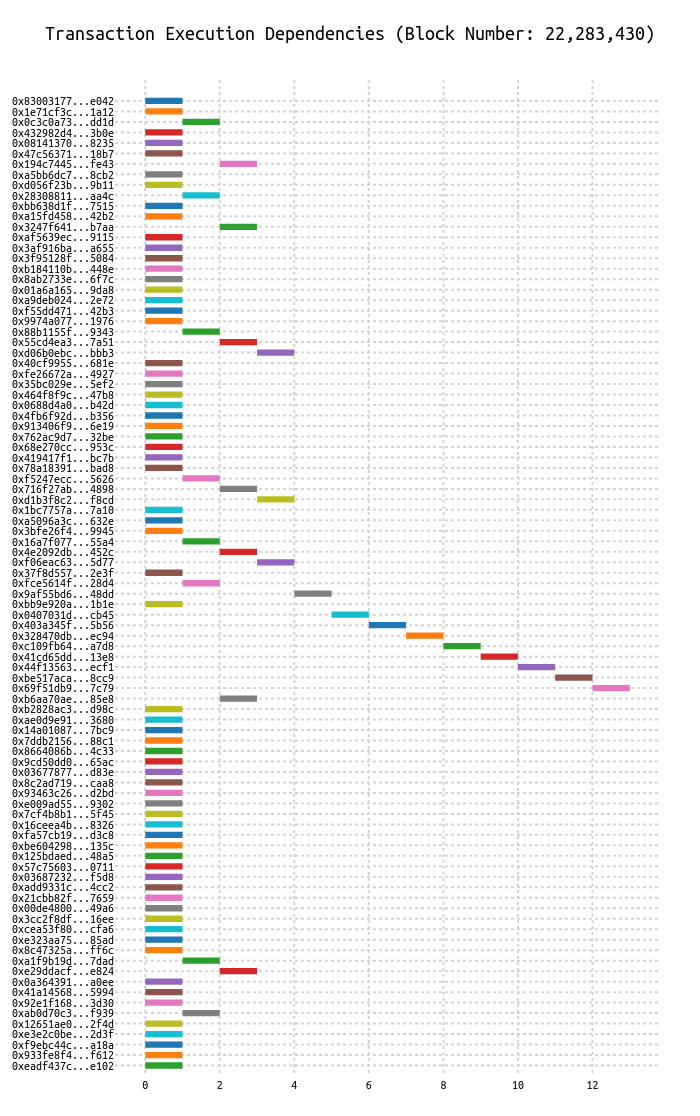 Transaction Execution Dependencies (Block Number: 22,283,430)
0x83003177...e042
0x1e71cf3c...1a12
0x0c3c0a73...dd1d
0x432982d4...3b0e
0x08141370...8235
0x47c56371...18b7
0x194c7445...fe43
0xa5bb6dc7...8cb2
0xd056f23b...9b11
0x28308811...aa4c
0xbb638d1f...7515
0xa15fd458...42b2
0x3247f641...b7aa
0xaf5639ec...9115
0x3af916ba...a655
0x3f95128f...5084
0xb184110b...448e
0x8ab2733e...6f7c
0x01a6a165...9da8
0xa9deb024...2e72
0xf55dd471...42b3
0x9974a077...1976
0x88b1155f...9343
0x55cd4ea3...7a51
0xd06b0ebc...bbb3
0x40cf9955...681e
0xfe26672a...4927
0x35bc029e...5ef2
0x464f8f9c...47b8
0x0688d4a0...b42d
0x4fb6f92d...b356
0x913406f9...6e19
0x762ac9d7...32be
0x68e270cc...953c
0x419417f1...bc7b
0x78a18391...bad8
0xf5247ecc...5626
0x716f27ab...4898
0xd1b3f8c2...f8cd
0x1bc7757a...7a10
0xa5096a3c...632e
0x3bfe26f4...9945
0x16a7f077...55a4
0x4e2092db...452c
0xf06eac63...5d77
0x37f8d557...2e3f
0xfce5614f...28d4
0x9af55bd6...48dd
0xbb9e920a...1b1e
0x0407031d...cb45
0x403a345f...5b56
0x328470db...ec94
0xc109fb64...a7d8
0x41cd65dd...13e8
0x44f13563...ecf1
0xbe517aca...8cc9
0x69f51db9...7c79
0xb6aa70ae...85e8
0xb2828ac3...d98c
0xae0d9e91...3680
0x14a01087...7bc9
0x7ddb2156...88c1
0x8664086b...4c33
0x9cd50dd0...65ac
0x03677877...d83e
0x8c2ad719...caa8
0x93463c26...d2bd
0xe009ad55...9302
0x7cf4b8b1...5f45
0x16ceea4b...8326
0xfa57cb19...d3c8
0xbe604298...135c
0x125bdaed...48a5
0x57c75603...0711
0x03687232...f5d8
0xadd9331c...4cc2
0x21cbb82f...7659
0x00de4800...49a6
0x3cc2f8df...16ee
0xcea53f80...cfa6
0xe323aa75...85ad
0x8c47325a...ff6c
0xa1f9b19d...7dad
0xe29ddacf...e824
0x0a364391...a0ee
0x41a14568...5994
0x92e1f168...3d30
0xab0d70c3...f939
0x12651ae0...2f4d
0xe3e2c0be...2d3f
0xf9ebc44c...a18a
0x933fe8f4...f612
0xeadf437c...e102
0 2 4 6 8 10 12